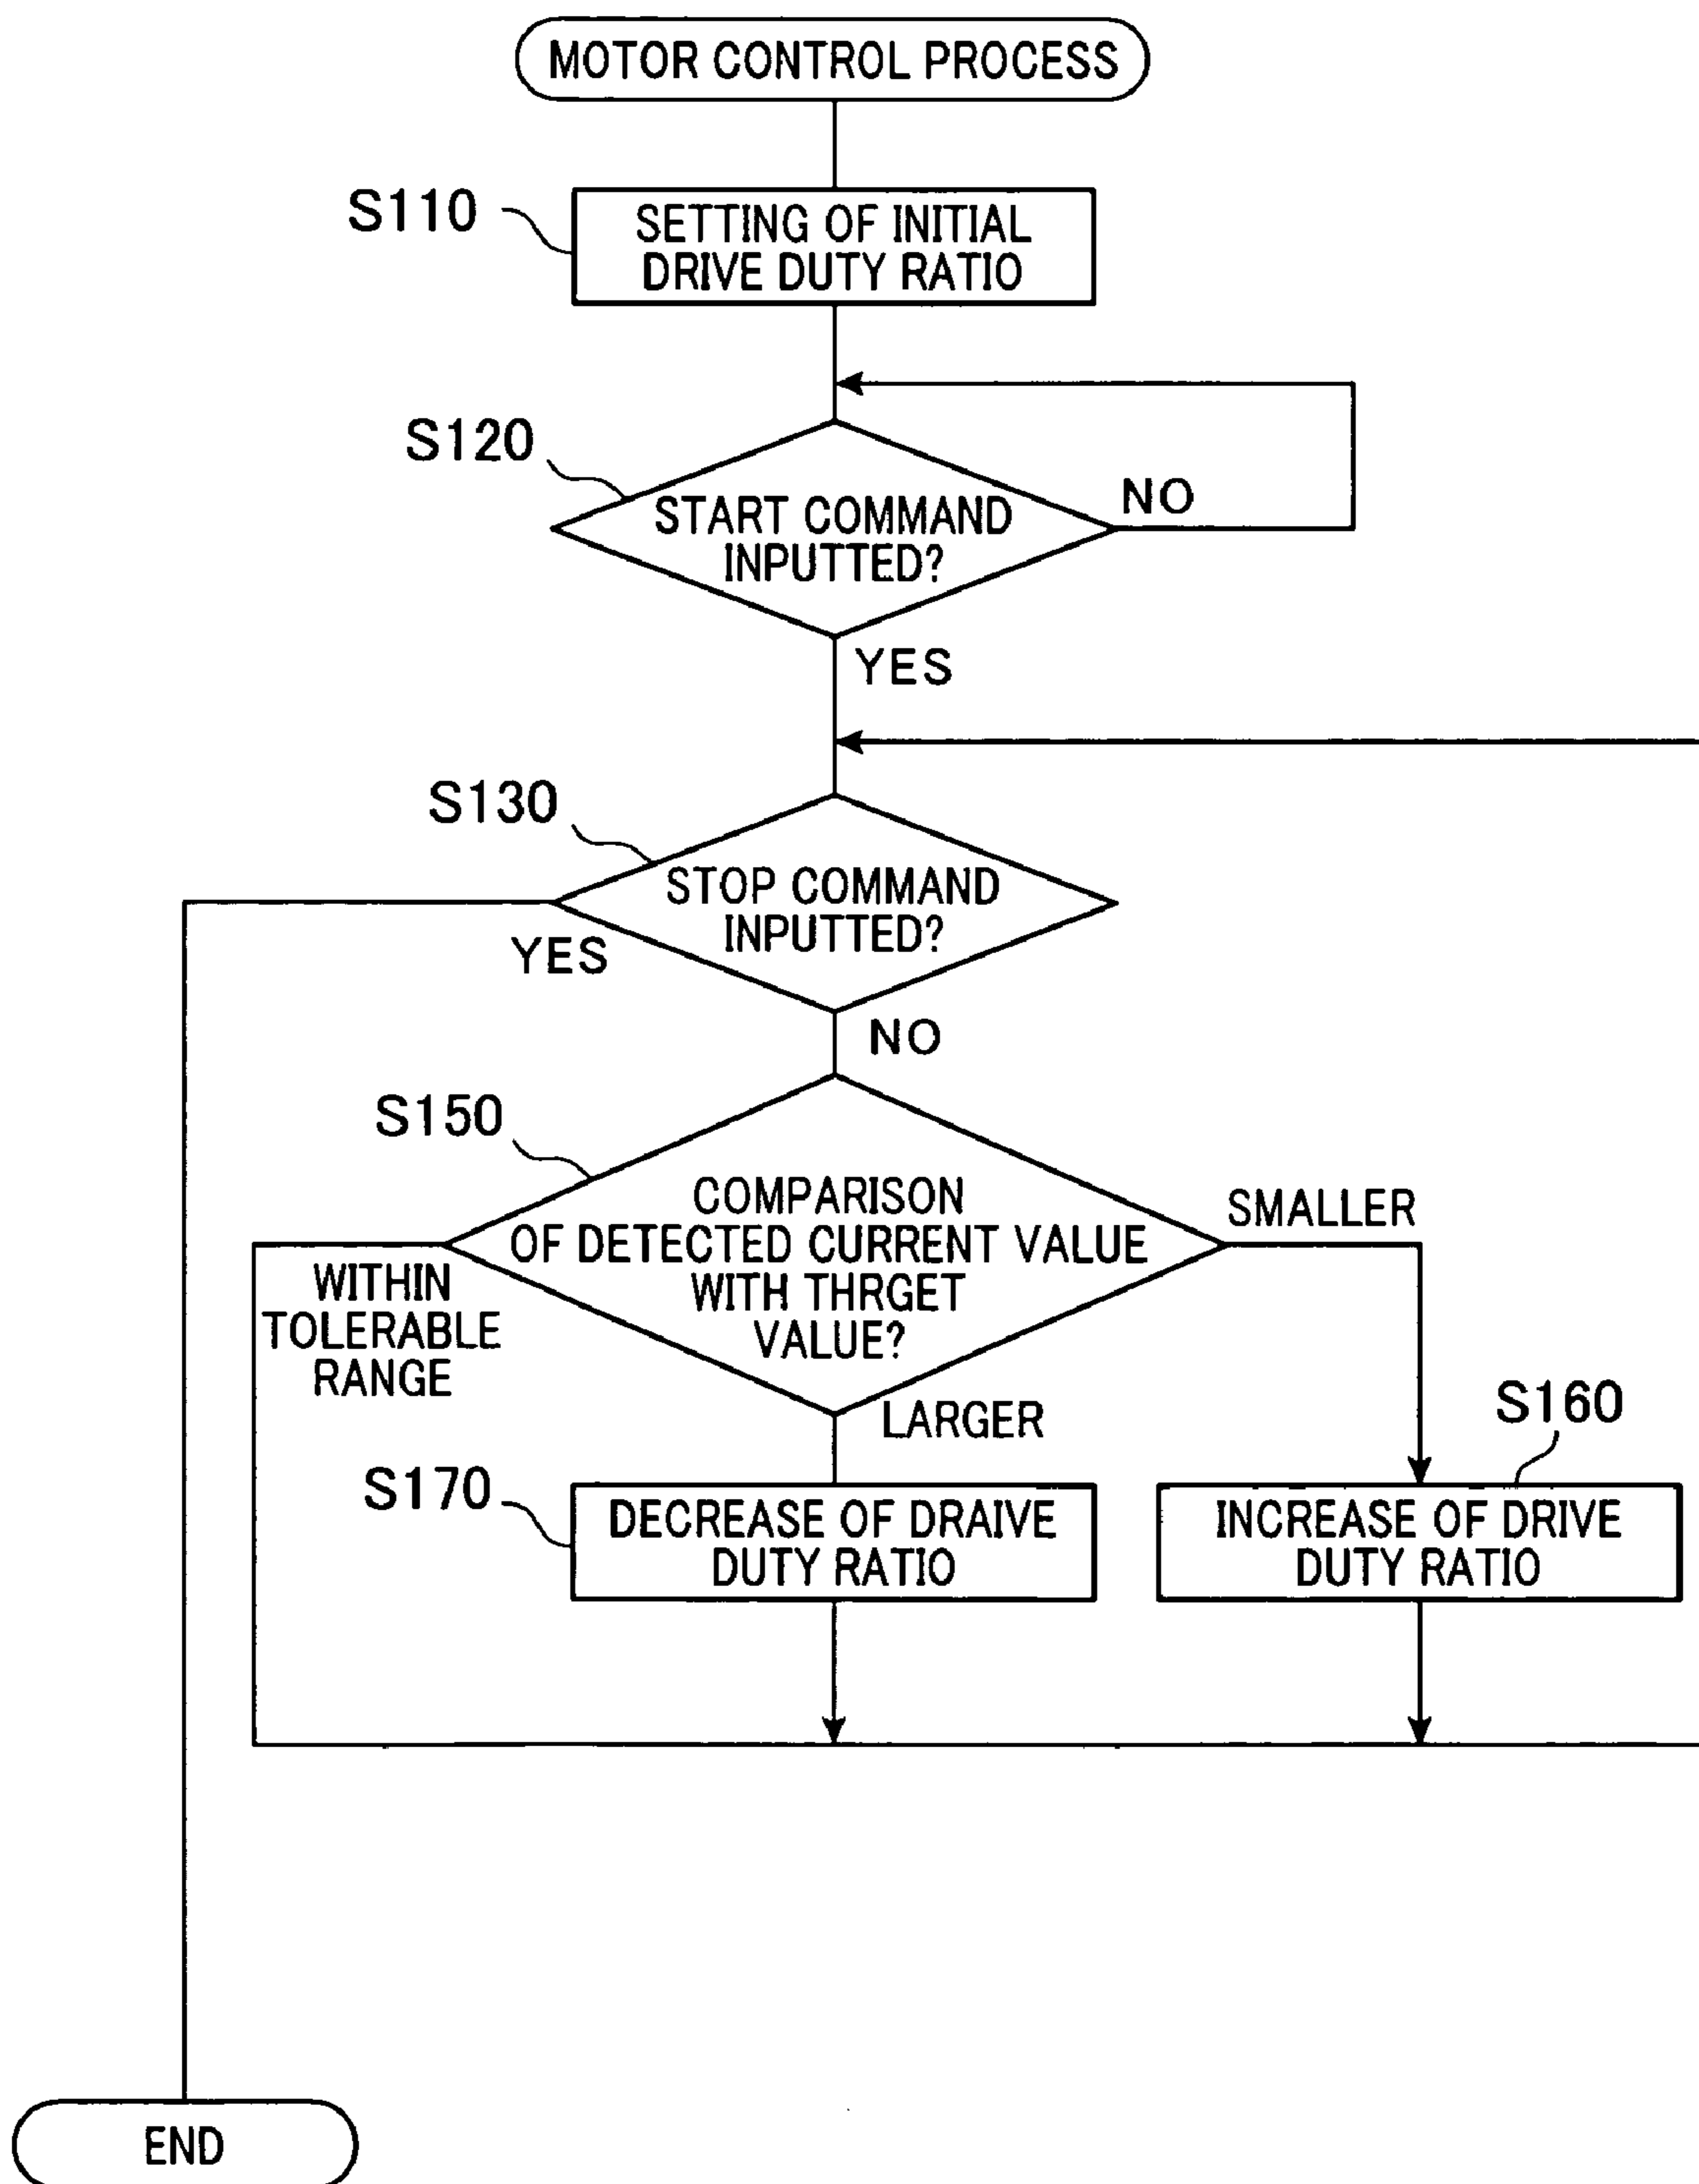 MOTOR CONTROL PROCESS
S110
SETTING OF INITIAL
DRIVE DUTY RATIO
S120
START COMMAND
INPUTTED?
NO
YES
S130
STOP COMMAND
INPUTTED?
YES
NO
S150
COMPARISON
OF DETECTED CURRENT VALUE
WITH THRGET
VALUE?
SMALLER
WITHIN
TOLERABLE
RANGE
LARGER
S160
S170
DECREASE OF DRAIVE
DUTY RATIO
INCREASE OF DRIVE
DUTY RATIO
END